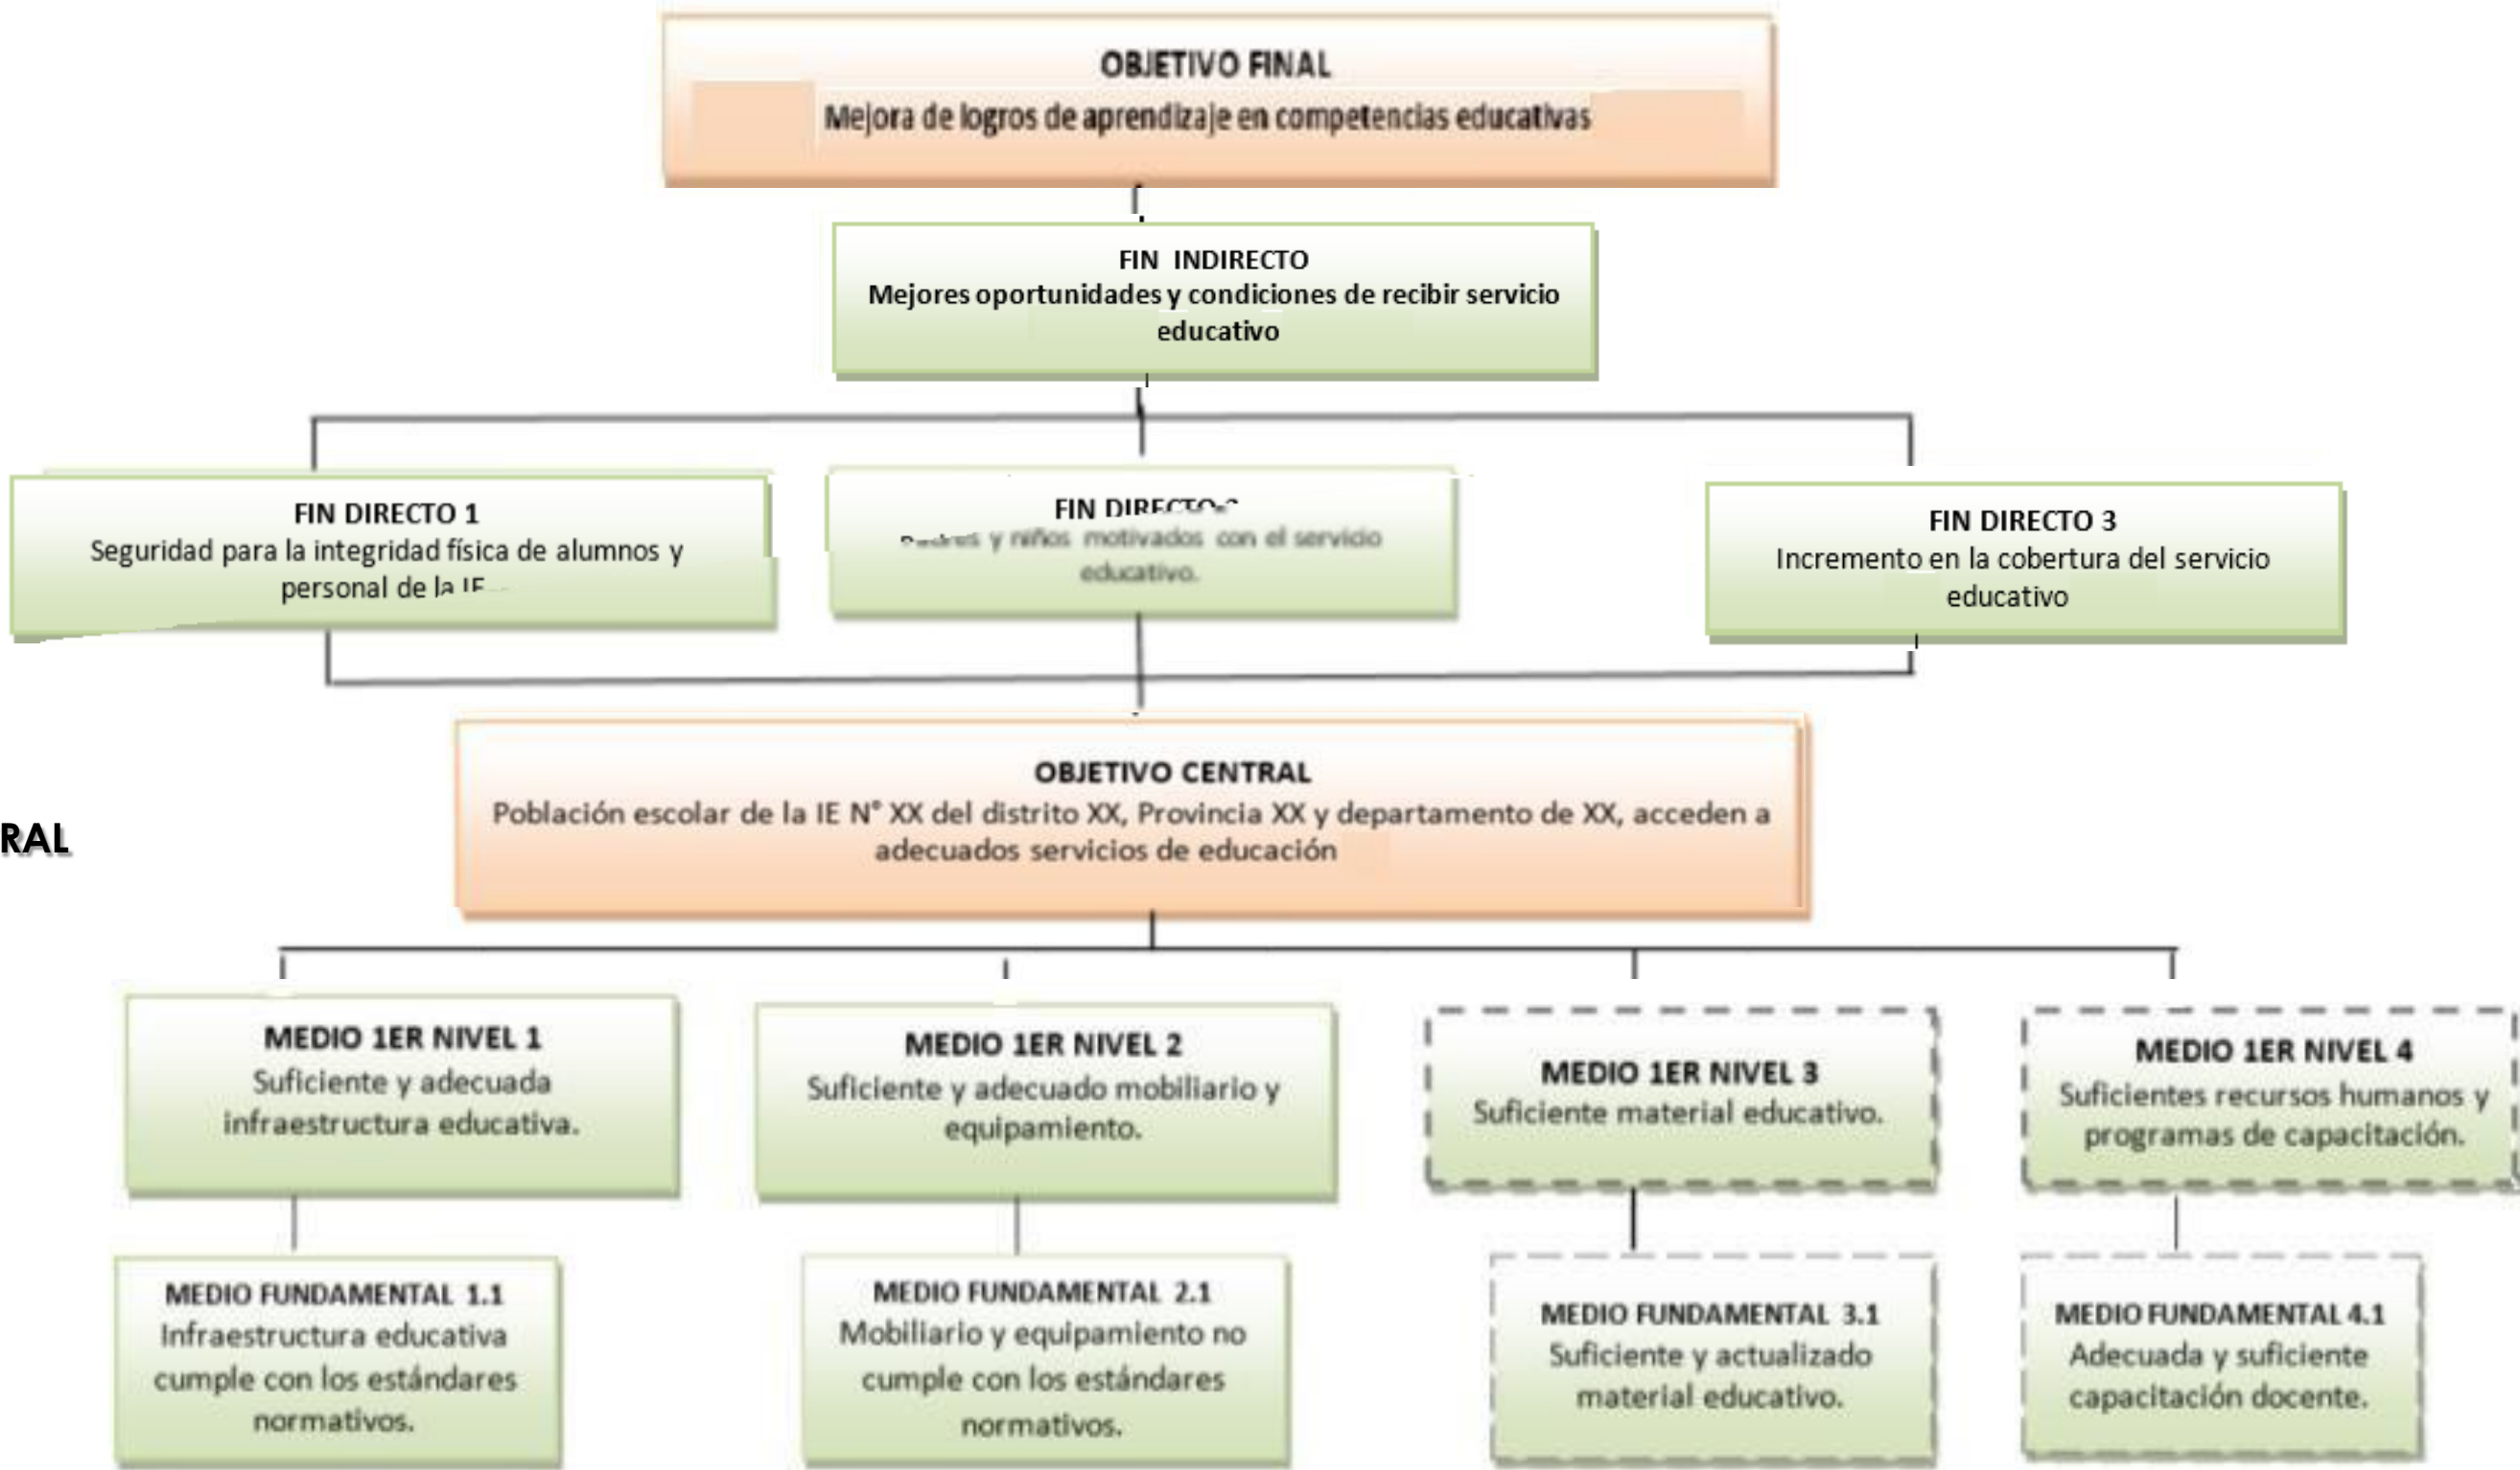 OBJETIVO FINAL
Mejora de logros de aprendizaje en competencias educativas
FIN INDIRECTO
Mejores oportunidades y condiciones de recibir servicio
educativo
FIN DIRECTO 1
Seguridad para la integridad física de alumnos y
personal de la IE
FIN DIRECTO
y niños motivados con el servicio
educativo.
FIN DIRECTO 3
Incremento en la cobertura del servicio
educativo
RAL
OBJETIVO CENTRAL
Población escolar de la IE N° XX del distrito XX, Provincia XX y departamento de XX, acceden a
adecuados servicios de educación
MEDIO 1ER NIVEL 1
Suficiente y adecuada
infraestructura educativa.
MEDIO 1ER NIVEL 2
Suficiente y adecuado mobiliario y
equipamiento.
MEDIO 1ER NIVEL 3
Suficiente material educativo.
MEDIO 1ER NIVEL 4
Suficientes recursos humanos y
programas de capacitación.
MEDIO FUNDAMENTAL 1.1
Infraestructura educativa
cumple con los estándares
normativos.
MEDIO FUNDAMENTAL 2.1
Mobiliario y equipamiento no
cumple con los estándares
normativos.
MEDIO FUNDAMENTAL 3.1
Suficiente y actualizado
material educativo.
MEDIO FUNDAMENTAL 4.1
Adecuada y suficiente
capacitación docente.